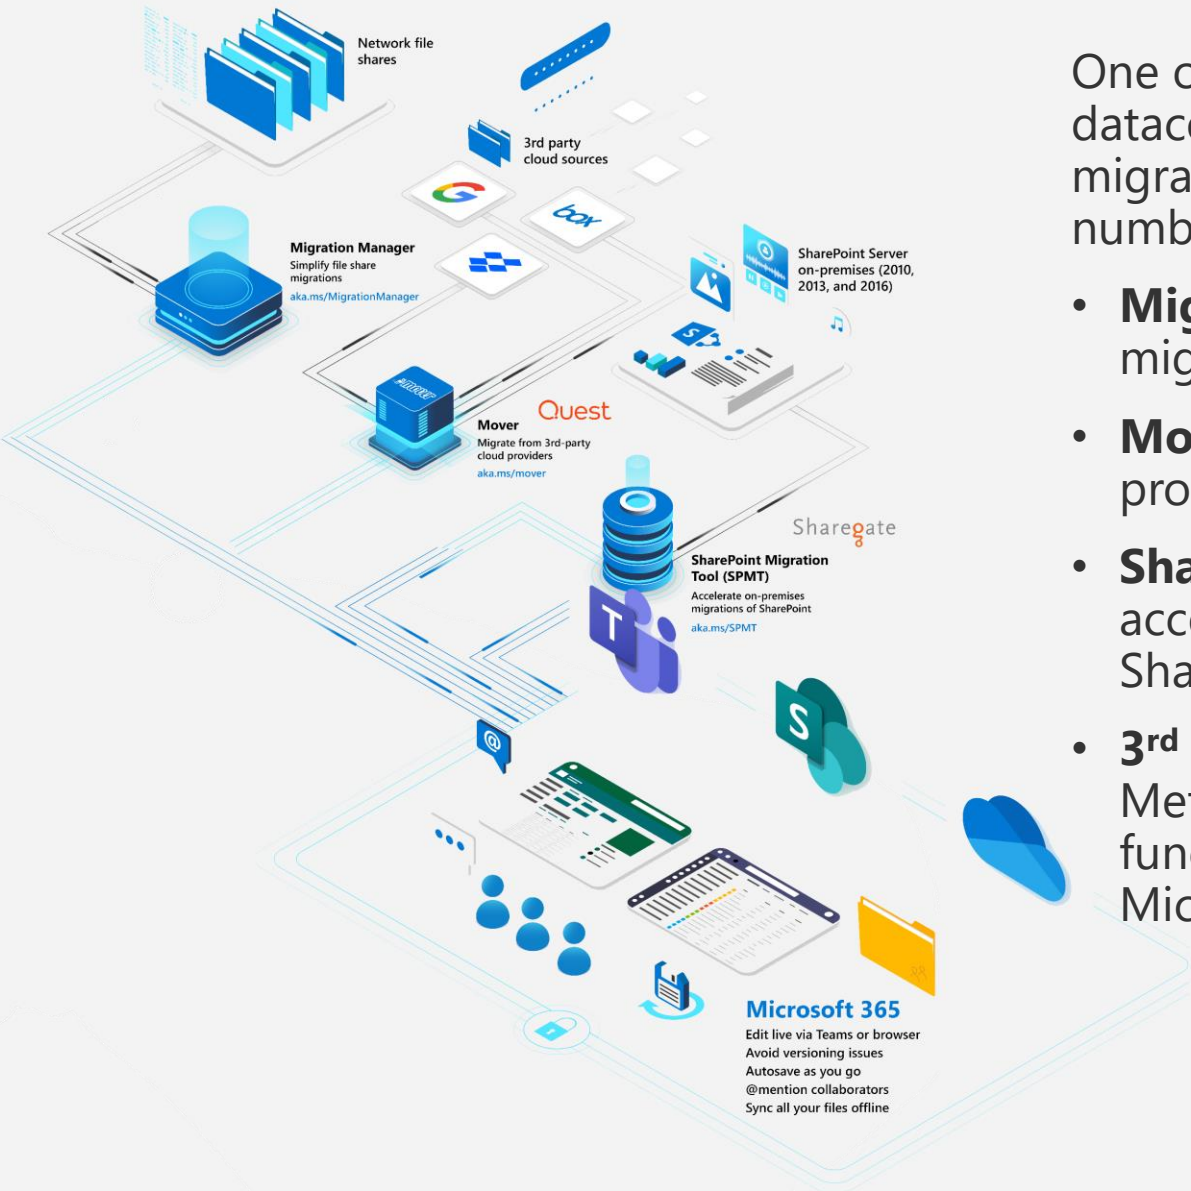 Network file
shares
3rd party
cloud sources
G
box
Migration Manager
Simplify file share
migrations
aka.ms/MigrationManager
SharePoint Server
on-premises (2010,
2013, and 2016)
S
mover
Quest
Mover
Migrate from 3rd-party
cloud providers
aka.ms/mover
Sharegate
SharePoint Migration
Tool (SPMT)
Accelerate on-premises
migrations of SharePoint
aka.ms/SPMT
T
S
@
Microsoft 365
Edit live via Teams or browser
Avoid versioning issues
Autosave as you go
@mention collaborators
Sync all your files offline
One o
datace
migra
numb
• Mig
mig
• Mo
pro
• Sha
acce
Sha
• 3rd
Met
fund
Mic